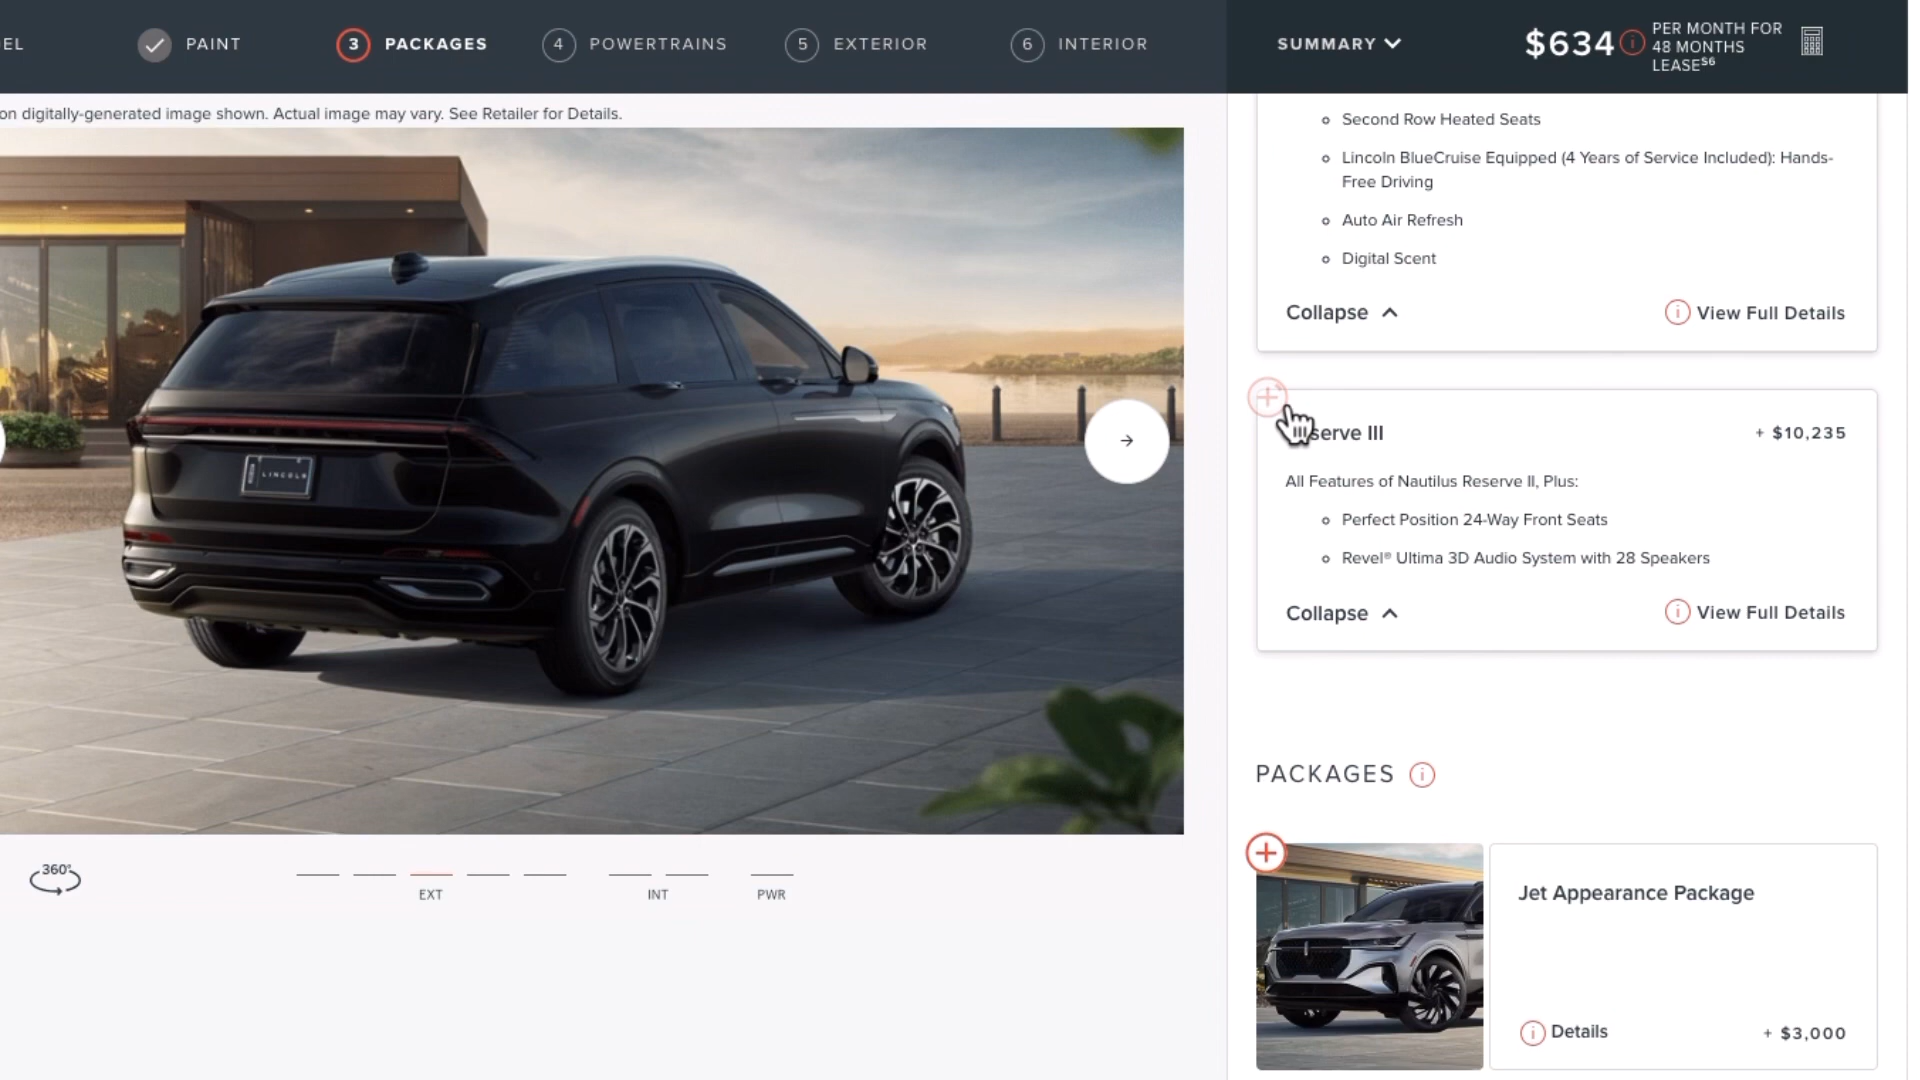 EL
PAINT
3 PACKAGES
4 POWERTRAINS
5 EXTERIOR
6 INTERIOR
SUMMARY
$634
PER MONTH FOR
48 MONTHS
LEASE56
on digitally-generated image shown. Actual image may vary. See Retailer for Details.
LINCOLN
360°
EXT
INT
PWR
Second Row Heated Seats
Lincoln BlueCruise Equipped (4 Years of Service Included): Hands-
Free Driving
Auto Air Refresh
Digital Scent
Collapse
View Full Details
serve III
+ $10,235
All Features of Nautilus Reserve II, Plus:
Perfect Position 24-Way Front Seats
Revel® Ultima 3D Audio System with 28 Speakers
Collapse
View Full Details
PACKAGES
Jet Appearance Package
Details
+ $3,000